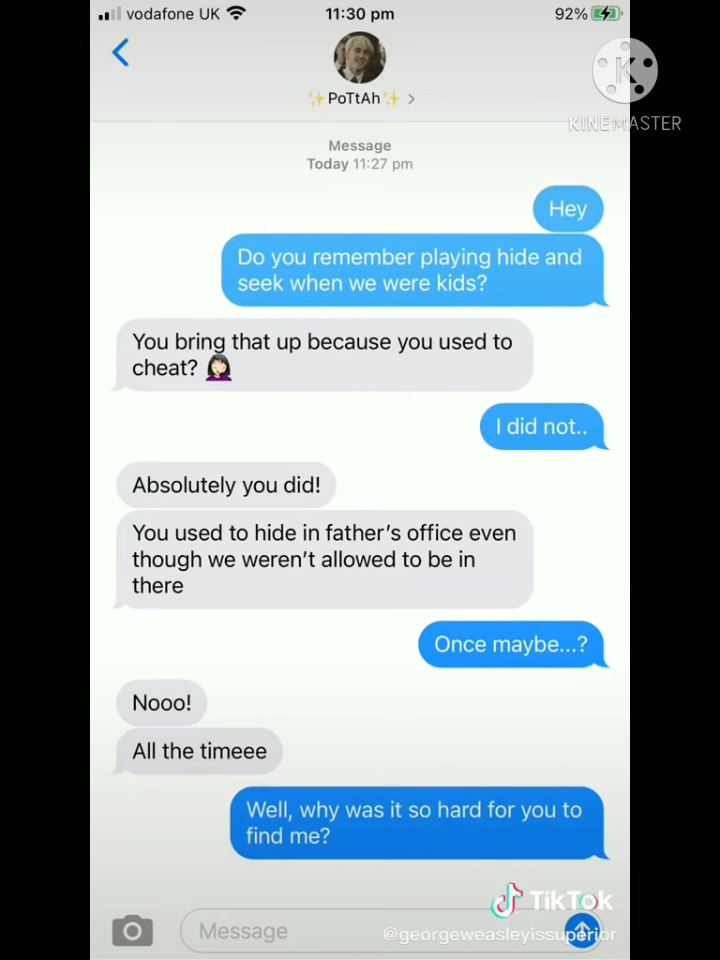 vodafone UK 11:30 pm 92%
K
KINEMASTER
✨PoTtAh✨ >
Message
Today 11:27 pm
Hey
Do you remember playing hide and
seek when we were kids?
You bring that up because you used to
cheat? 🤦🏻‍♀️
I did not..
Absolutely you did!
You used to hide in father’s office even
though we weren’t allowed to be in
there
Once maybe...?
Nooo!
All the timeee
Well, why was it so hard for you to
find me?
TikTok
Message
@georgeweasleyissuperior